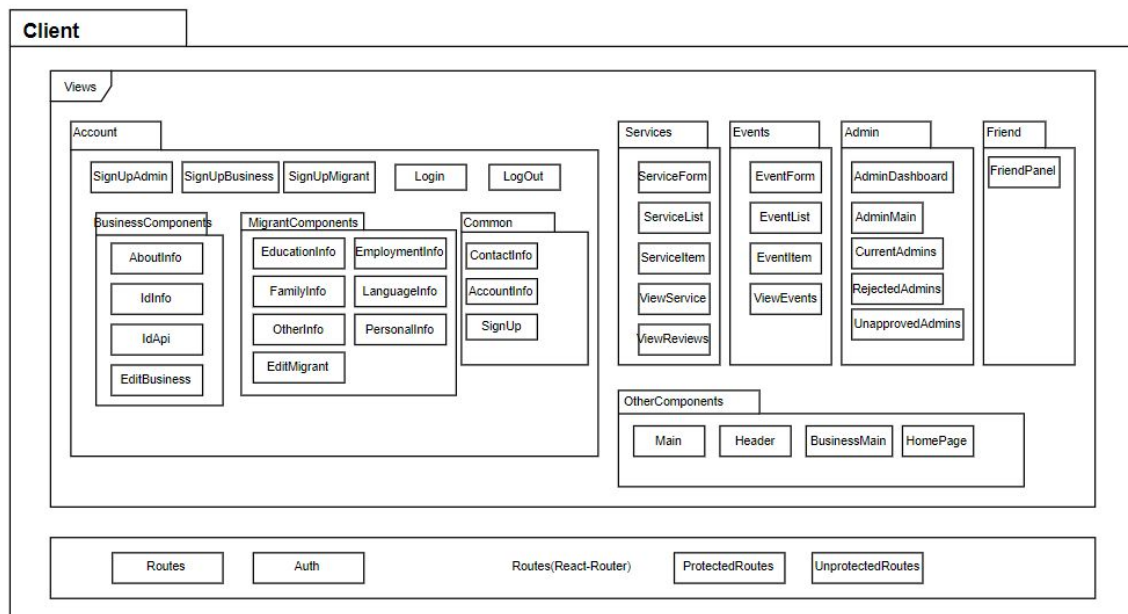 Client
Views
Account
SignUpAdmin
SignUpBusiness
SignUpMigrant
Login
LogOut
BusinessComponents
AboutInfo
IdInfo
IdApi
EditBusiness
MigrantComponents
EducationInfo
EmploymentInfo
FamilyInfo
LanguageInfo
OtherInfo
PersonalInfo
EditMigrant
Common
ContactInfo
AccountInfo
SignUp
Services
ServiceForm
ServiceList
ServiceItem
ViewService
ViewReviews
Events
EventForm
EventList
EventItem
ViewEvents
Admin
AdminDashboard
AdminMain
CurrentAdmins
RejectedAdmins
UnapprovedAdmins
Friend
FriendPanel
OtherComponents
Main
Header
BusinessMain
HomePage
Routes
Auth
Routes(React-Router)
ProtectedRoutes
UnprotectedRoutes